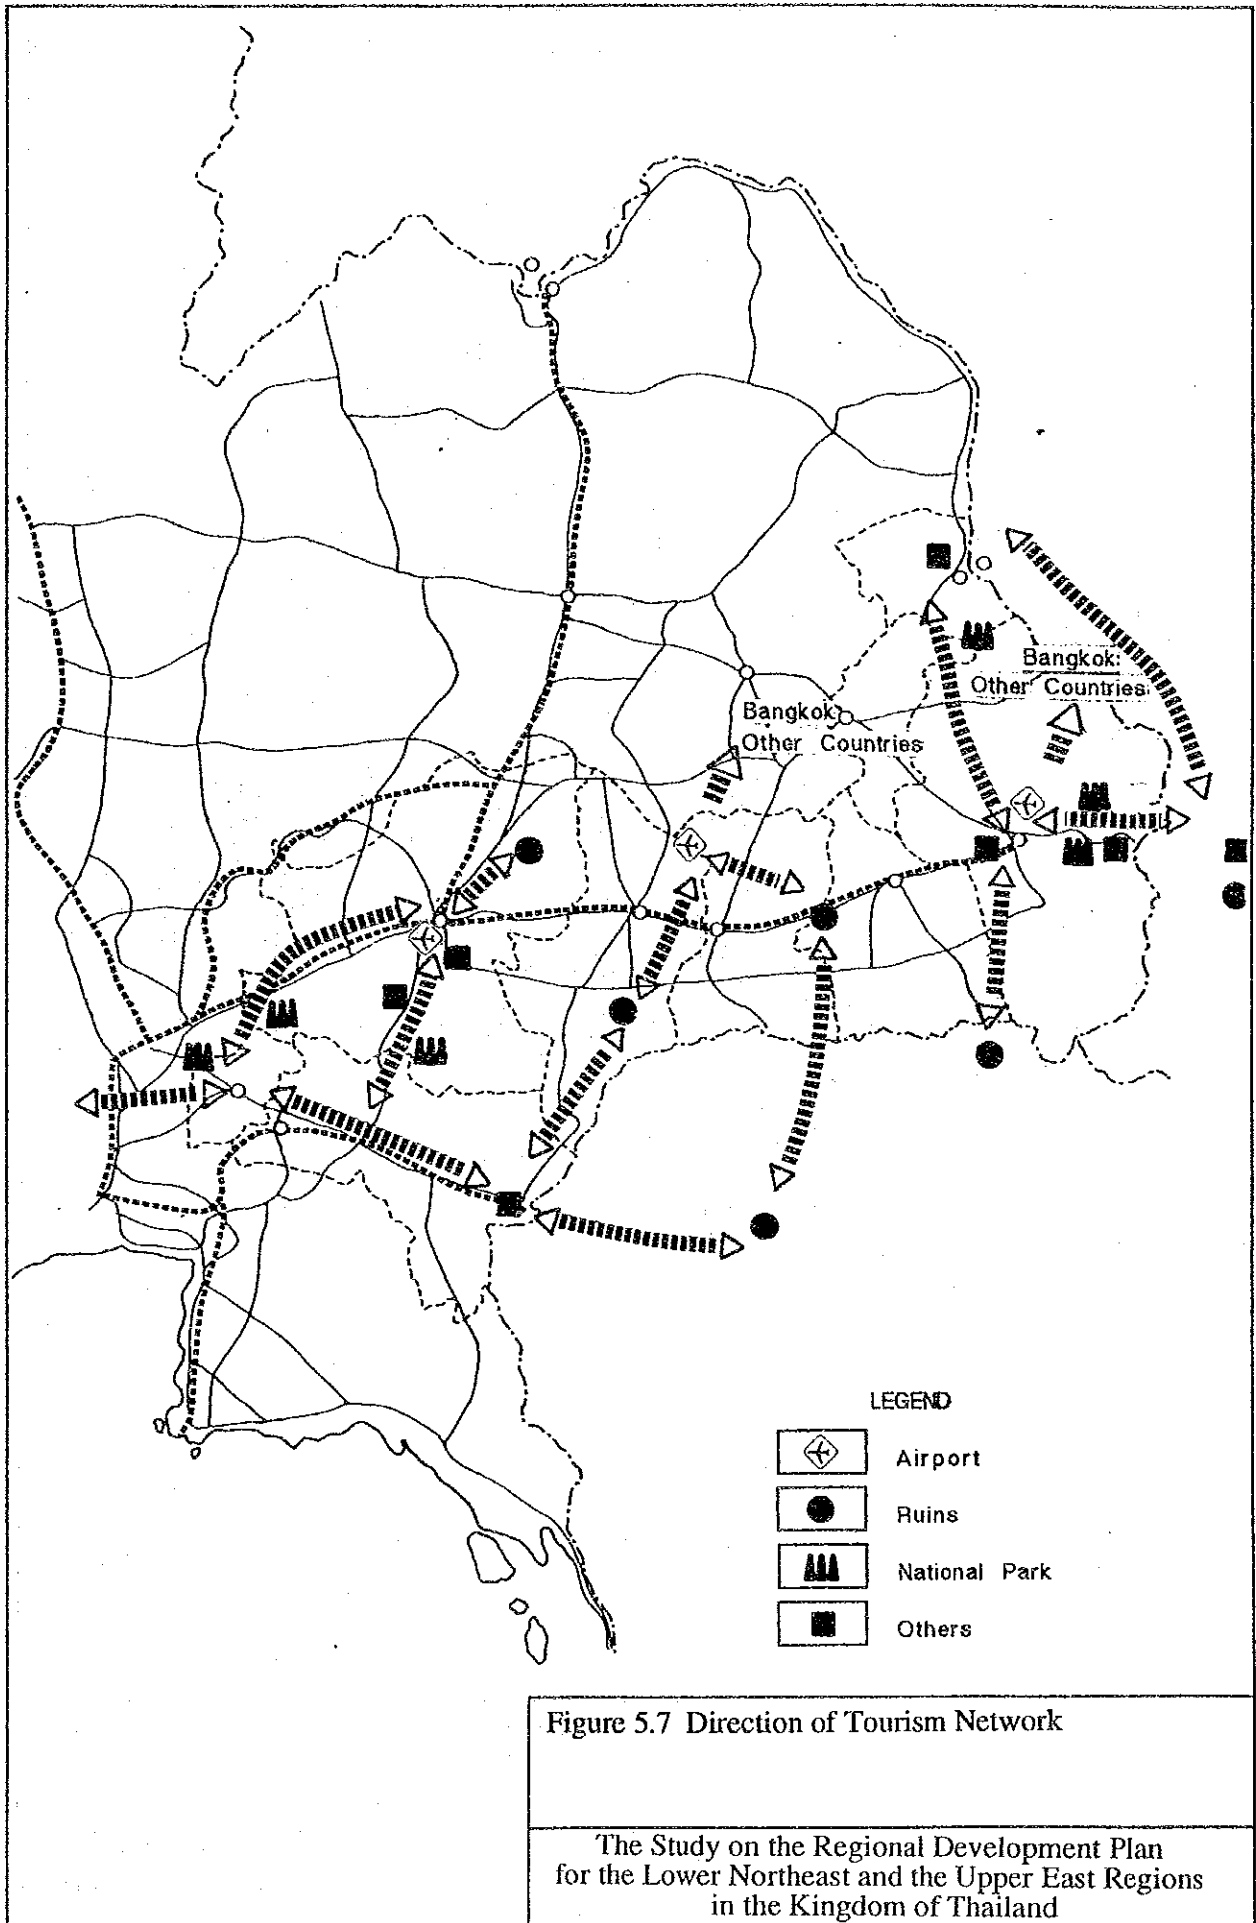 Bangkok:
Other Countries
Bangkok:
Other Countries
LEGEND
Airport
Ruins
National Park
Others
Figure 5.7 Direction of Tourism Network
The Study on the Regional Development Plan
for the Lower Northeast and the Upper East Regions
in the Kingdom of Thailand